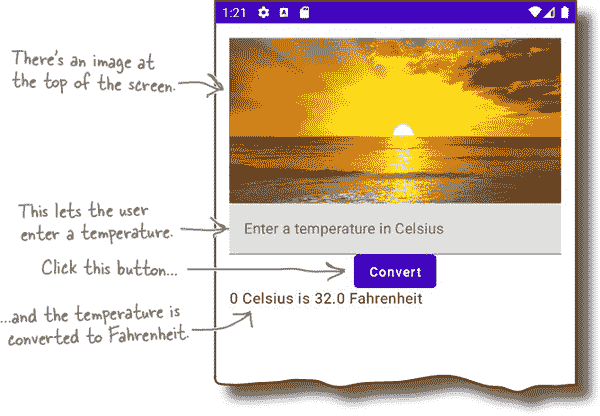 1:21
There's an image at
the top of the screen.
This lets the user
enter a temperature.
Enter a temperature in Celsius
Click this button...
Convert
...and the temperature is
converted to Fahrenheit.
0 Celsius is 32.0 Fahrenheit